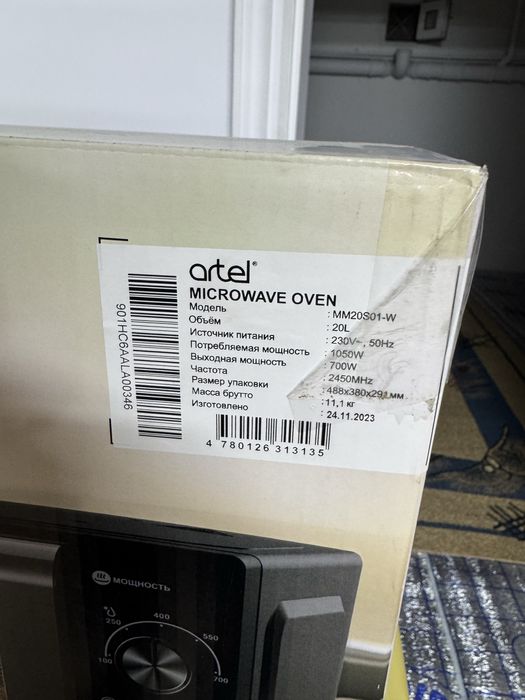 artel®
MICROWAVE OVEN
Модель : MM20S01-W
Объём : 20L
Источник питания : 230V~, 50Hz
Потребляемая мощность : 1050W
Выходная мощность : 700W
Частота : 2450MHz
Размер упаковки : 488x380x291мм
Масса брутто : 11,1 кг
Изготовлено : 24.11.2023
901HC6AALA00346
4 780126 313135
МОЩНОСТЬ
100 250 400 550 700